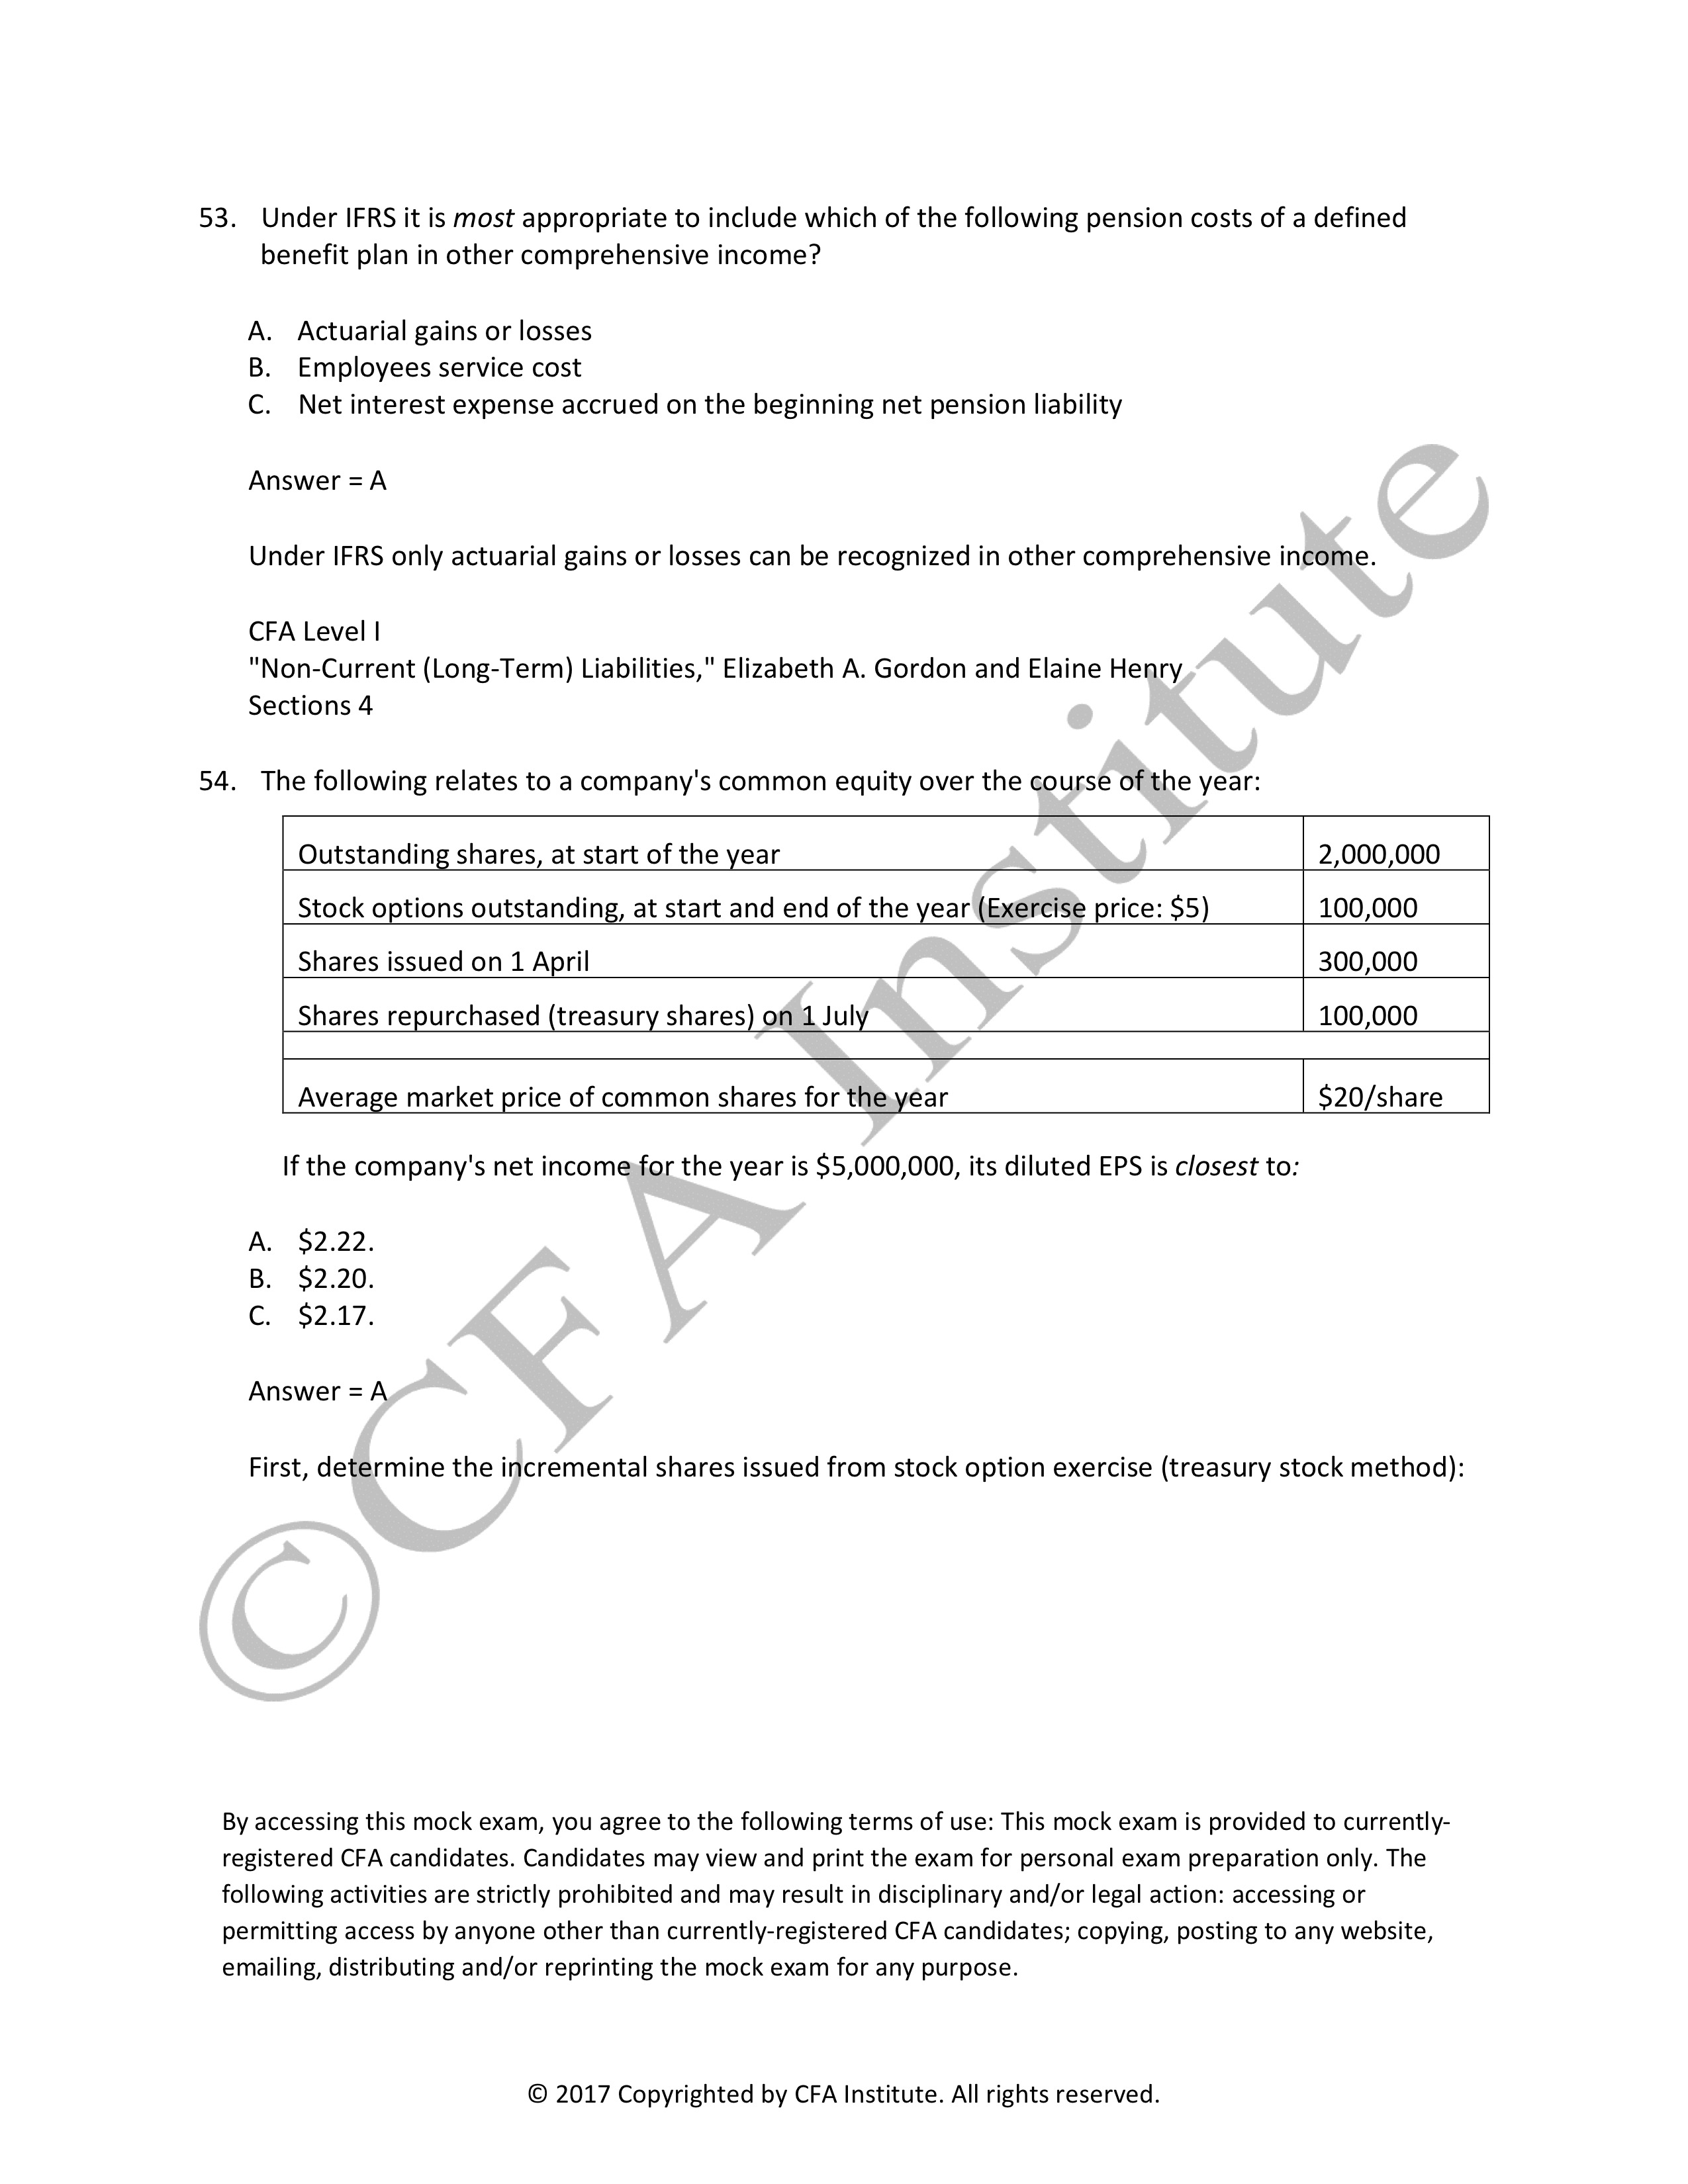 53. Under IFRS it is most appropriate to include which of the following pension costs of a defined
benefit plan in other comprehensive income?
A. Actuarial gains or losses
B. Employees service cost
C. Net interest expense accrued on the beginning net pension liability
Answer = A
Under IFRS only actuarial gains or losses can be recognized in other comprehensive income.
CFA Level I
"Non-Current (Long-Term) Liabilities," Elizabeth A. Gordon and Elaine Henry
Sections 4
54. The following relates to a company's common equity over the course of the year:
Outstanding shares, at start of the year 2,000,000
Stock options outstanding, at start and end of the year (Exercise price: $5) 100,000
Shares issued on 1 April 300,000
Shares repurchased (treasury shares) on 1 July 100,000
Average market price of common shares for the year $20/share
If the company's net income for the year is $5,000,000, its diluted EPS is closest to:
A. $2.22.
B. $2.20.
C. $2.17.
Answer = A
First, determine the incremental shares issued from stock option exercise (treasury stock method):
©CFA Institute
By accessing this mock exam, you agree to the following terms of use: This mock exam is provided to currently-
registered CFA candidates. Candidates may view and print the exam for personal exam preparation only. The
following activities are strictly prohibited and may result in disciplinary and/or legal action: accessing or
permitting access by anyone other than currently-registered CFA candidates; copying, posting to any website,
emailing, distributing and/or reprinting the mock exam for any purpose.
© 2017 Copyrighted by CFA Institute. All rights reserved.